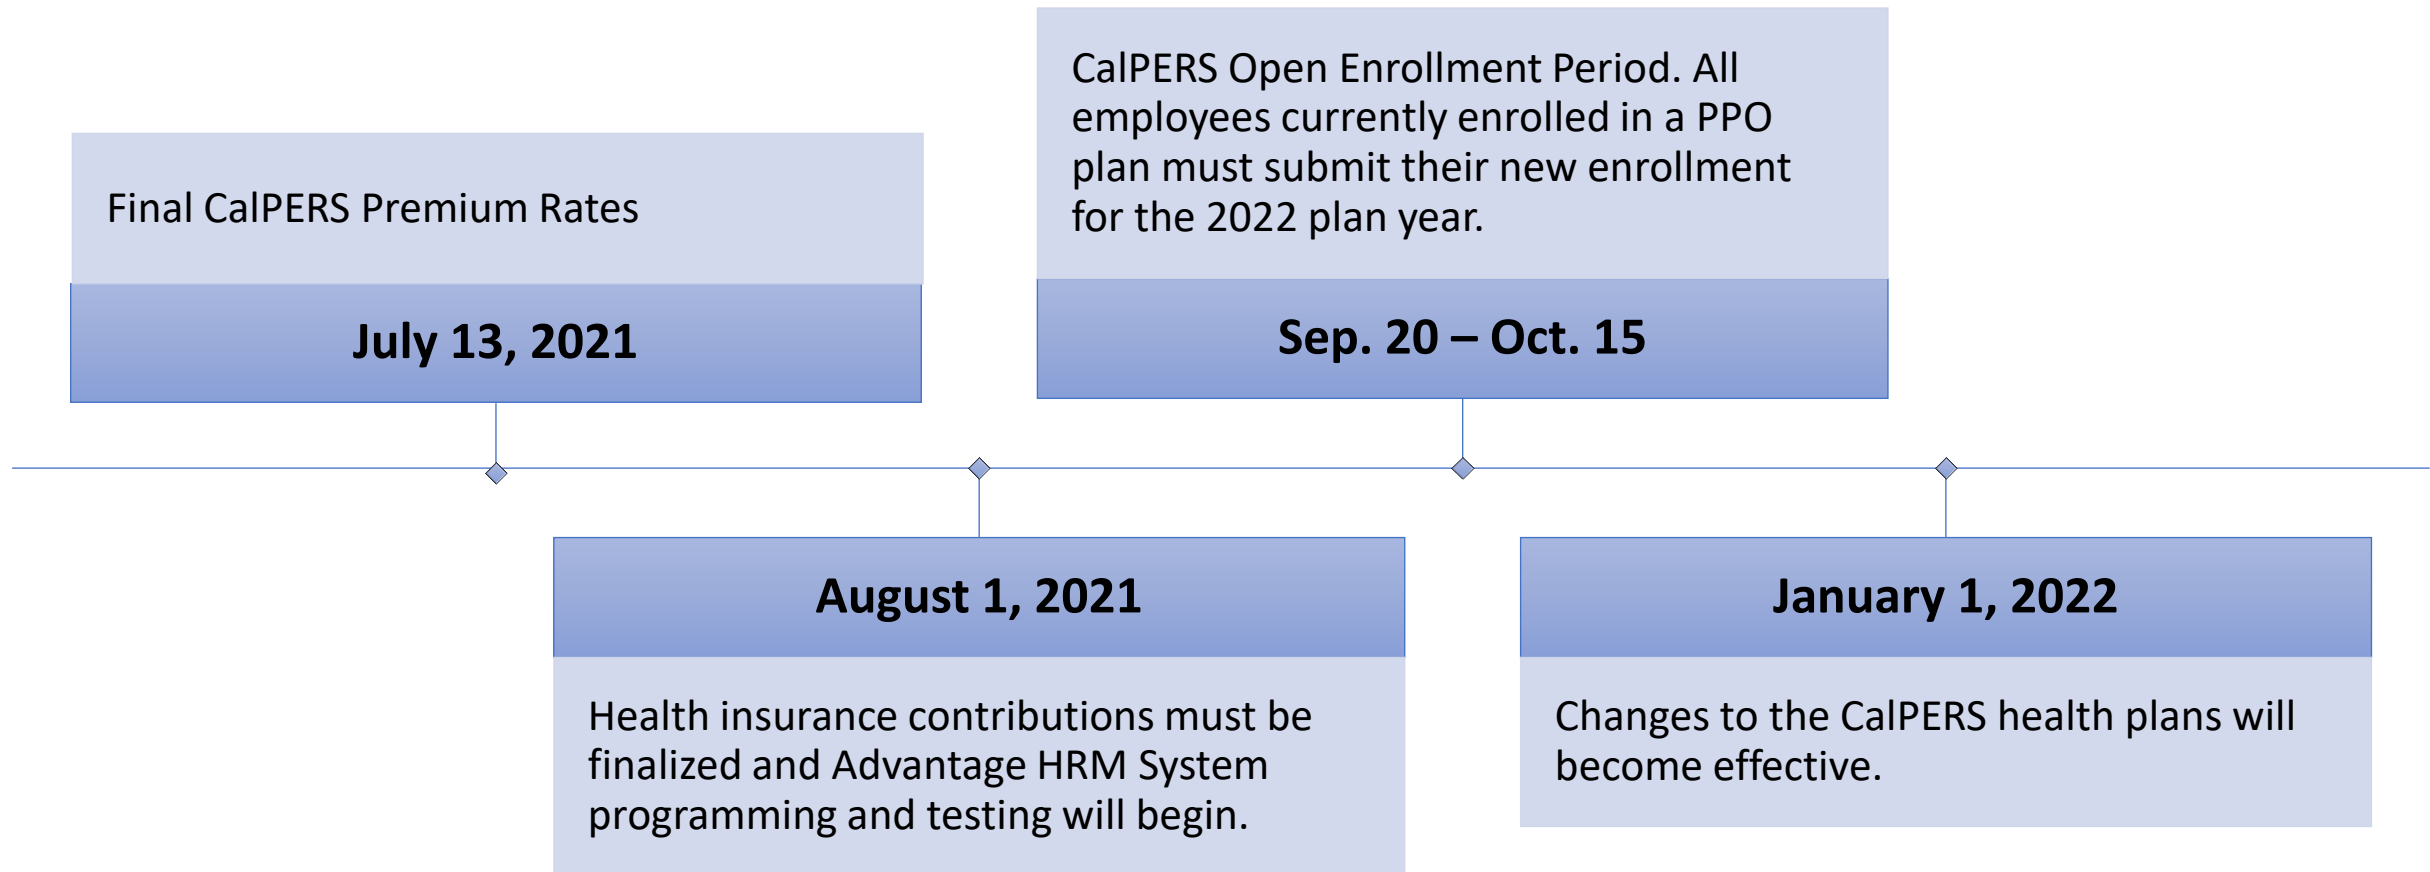 Final CalPERS Premium Rates
July 13, 2021
August 1, 2021
Health insurance contributions must be
finalized and Advantage HRM System
programming and testing will begin.
CalPERS Open Enrollment Period. All
employees currently enrolled in a PPO
plan must submit their new enrollment
for the 2022 plan year.
Sep. 20 – Oct. 15
January 1, 2022
Changes to the CalPERS health plans will
become effective.